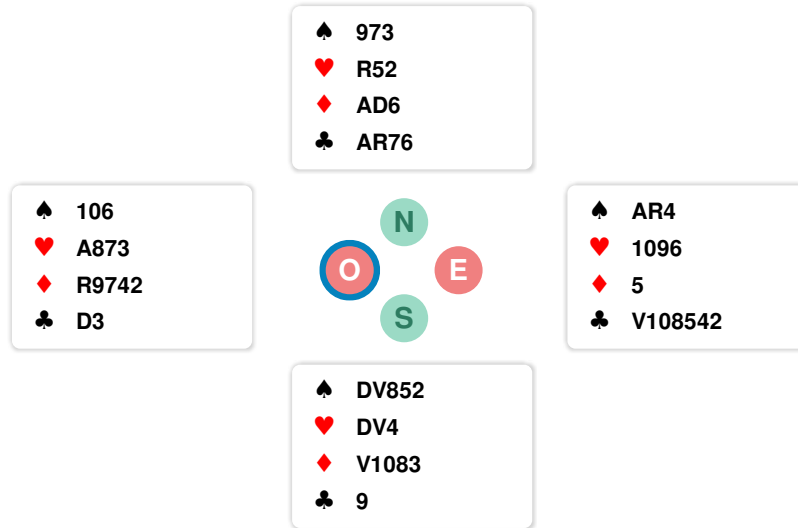 ♠ 973
♥ R52
♦ AD6
♣ AR76
♠ 106
♥ A873
♦ R9742
♣ D3
N
O E
S
♠ AR4
♥ 1096
♦ 5
♣ V108542
♠ DV852
♥ DV4
♦ V1083
♣ 9